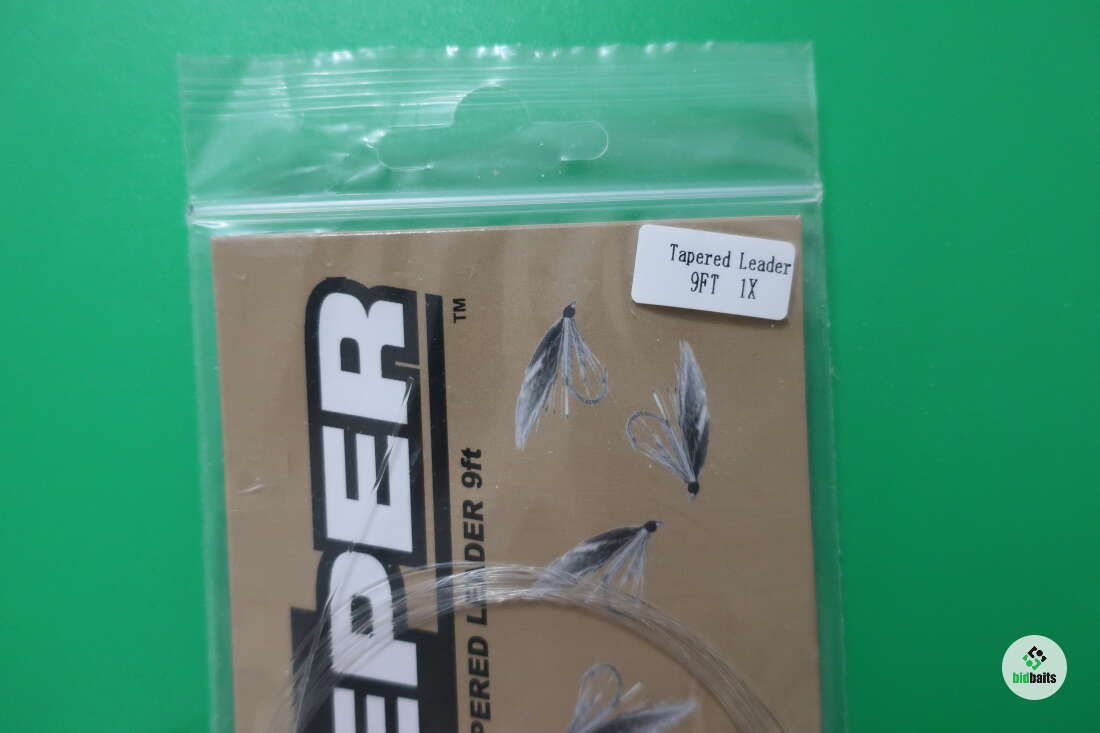 Tapered Leader
9FT 1X
EPER
TM
PERED LEADER 9ft
bidbaits